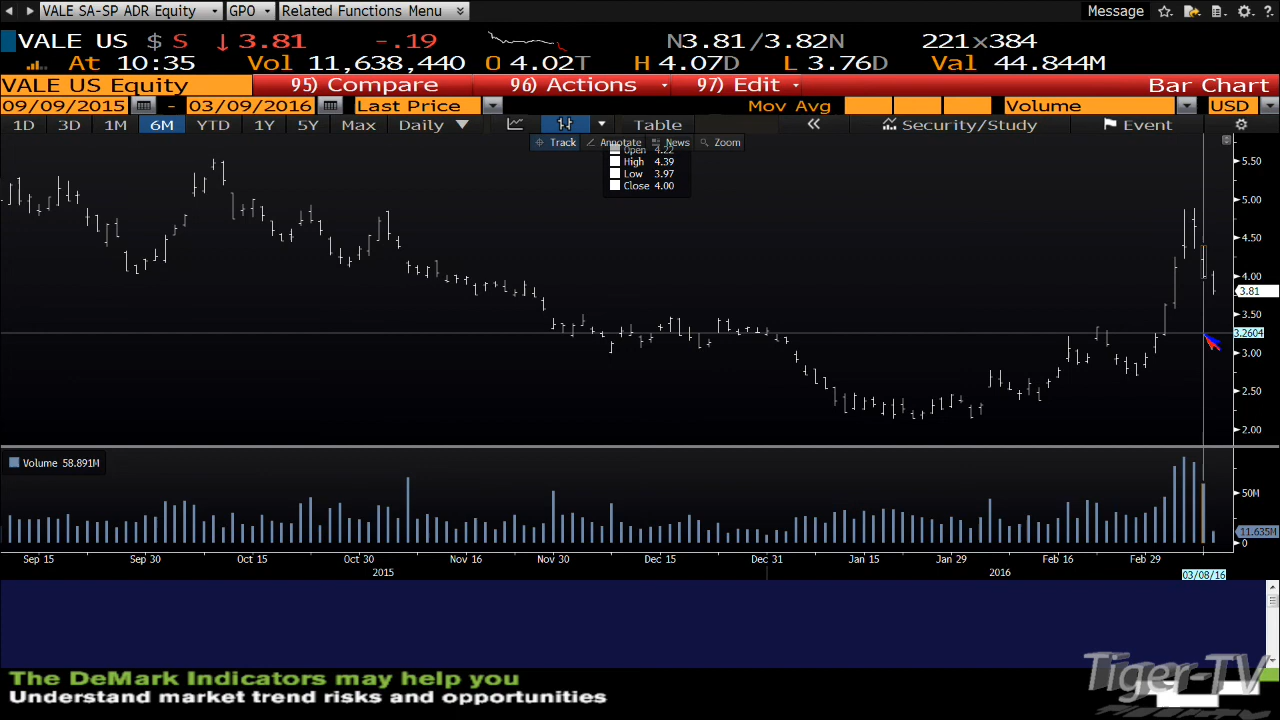 VALE SA-SP ADR Equity GPO Related Functions Menu Message ?
VALE US $ S ↓3.81 -.19 N3.81/3.82N 221x384
At 10:35 Vol 11,638,440 O 4.02T H 4.07D L 3.76D Val 44.844M
VALE US Equity 95) Compare 96) Actions 97) Edit Bar Chart
09/09/2015 - 03/09/2016 Last Price Mov Avg Volume USD
1D 3D 1M 6M YTD 1Y 5Y Max Daily Table « Security/Study Event
Track Annotate News Zoom
Open 4.22
High 4.39
Low 3.97
Close 4.00
5.50
5.00
4.50
4.00
3.81
3.50
3.2604
3.00
2.50
2.00
Volume 58.891M
50M
11.635M
0
Sep 15 Sep 30 Oct 15 Oct 30 Nov 16 Nov 30 Dec 15 Dec 31 Jan 15 Jan 29 Feb 16 Feb 29
2015 2016 03/08/16
The DeMark Indicators may help you
Understand market trend risks and opportunities
Tiger-TV